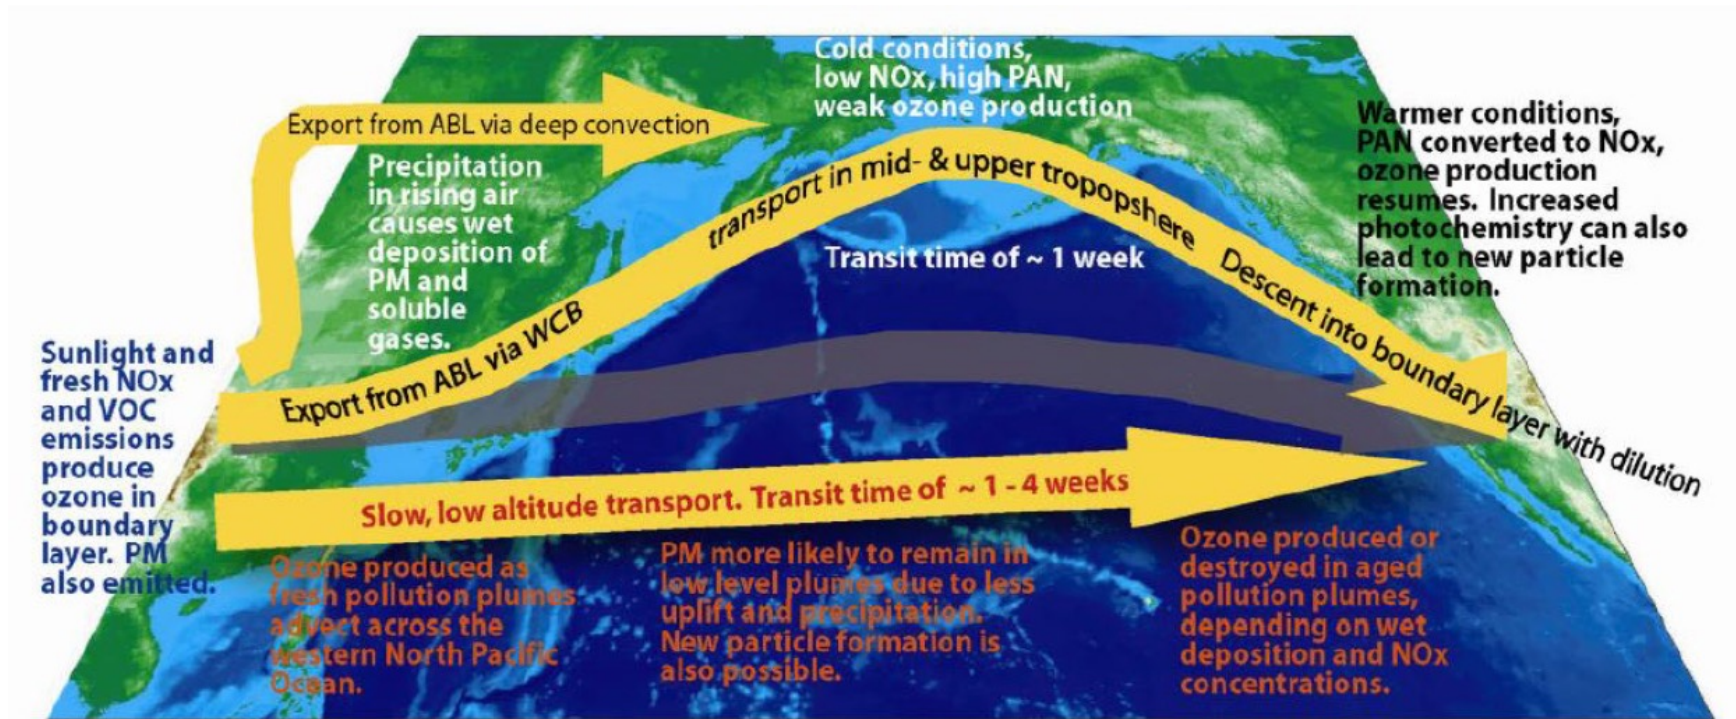 Cold conditions,
low NOx, high PAN,
weak ozone production
Export from ABL via deep convection
Precipitation
in rising air
causes wet
deposition of
PM and
soluble
gases.
Warmer conditions,
PAN converted to NOx,
ozone production
resumes. Increased
photochemistry can also
lead to new particle
formation.
Export from ABL via WCB
transport in mid- & upper tropopshere
Descent into boundary layer with dilution
Transit time of ~ 1 week
Sunlight and
fresh NOx
and VOC
emissions
produce
ozone in
boundary
layer. PM
also emitted.
Slow, low altitude transport. Transit time of ~ 1 - 4 weeks
Ozone produced as
fresh pollution plumes
advect across the
western North Pacific
Ocean.
PM more likely to remain in
low level plumes due to less
uplift and precipitation.
New particle formation is
also possible.
Ozone produced or
destroyed in aged
pollution plumes,
depending on wet
deposition and NOx
concentrations.